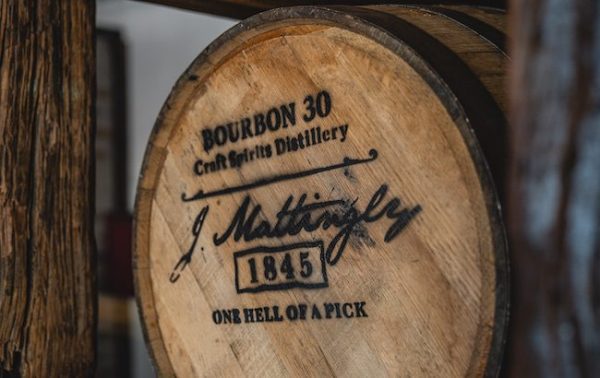 BOURBON 30
Craft Spirits Distillery
J. Mattingly
1845
ONE HELL OF A PICK